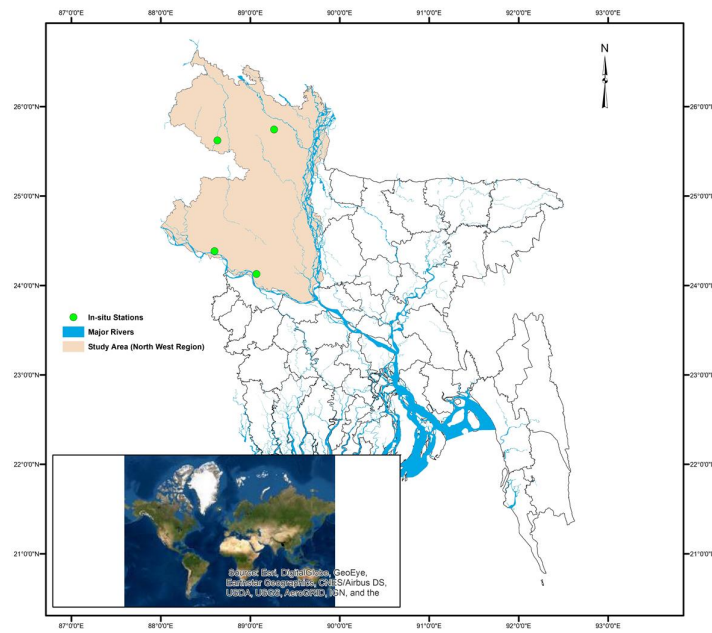 87°0'0"E 88°0'0"E 89°0'0"E 90°0'0"E 91°0'0"E 92°0'0"E 93°0'0"E
N
26°0'0"N 26°0'0"N
25°0'0"N 25°0'0"N
24°0'0"N 24°0'0"N
In-situ Stations
Major Rivers
Study Area (North West Region)
23°0'0"N 23°0'0"N
22°0'0"N 22°0'0"N
21°0'0"N 21°0'0"N
Source: Esri, DigitalGlobe, GeoEye,
Earthstar Geographics, CNES/Airbus DS,
USDA, USGS, AeroGRID, IGN, and the
87°0'0"E 88°0'0"E 89°0'0"E 90°0'0"E 91°0'0"E 92°0'0"E 93°0'0"E